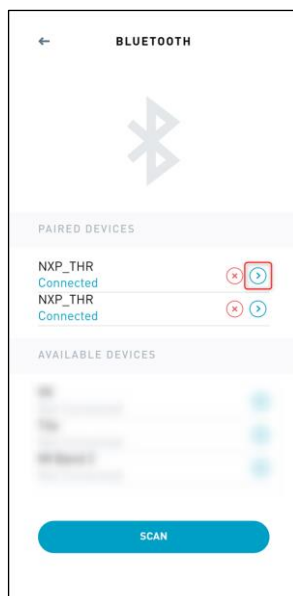 BLUETOOTH
PAIRED DEVICES
NXP_THR
Connected
NXP_THR
Connected
AVAILABLE DEVICES
SCAN